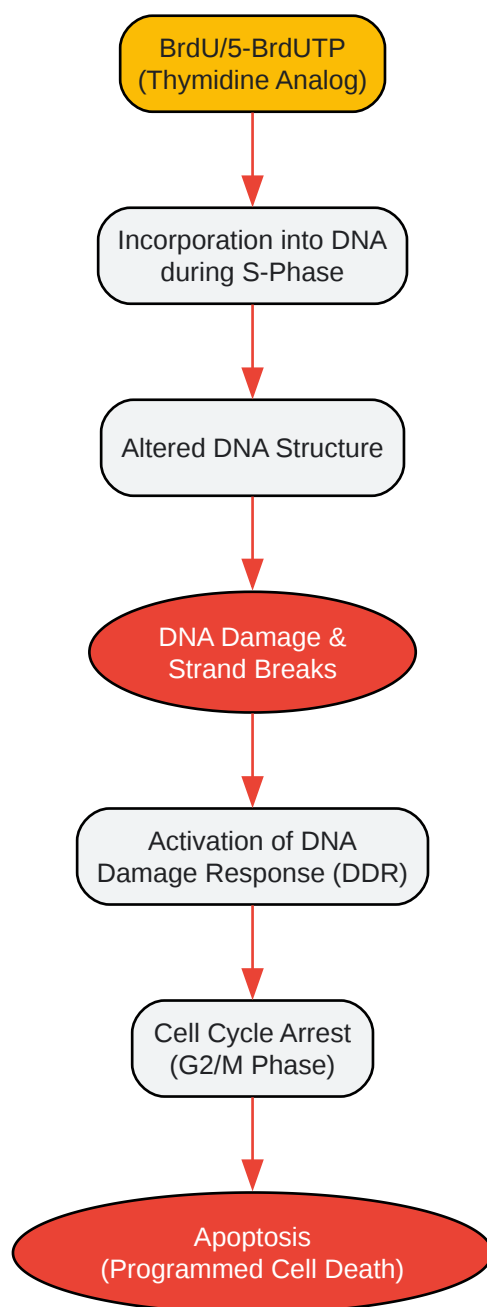 BrdU/5-BrdUTP
(Thymidine Analog)
Incorporation into DNA
during S-Phase
Altered DNA Structure
DNA Damage &
Strand Breaks
Activation of DNA
Damage Response (DDR)
Cell Cycle Arrest
(G2/M Phase)
Apoptosis
(Programmed Cell Death)